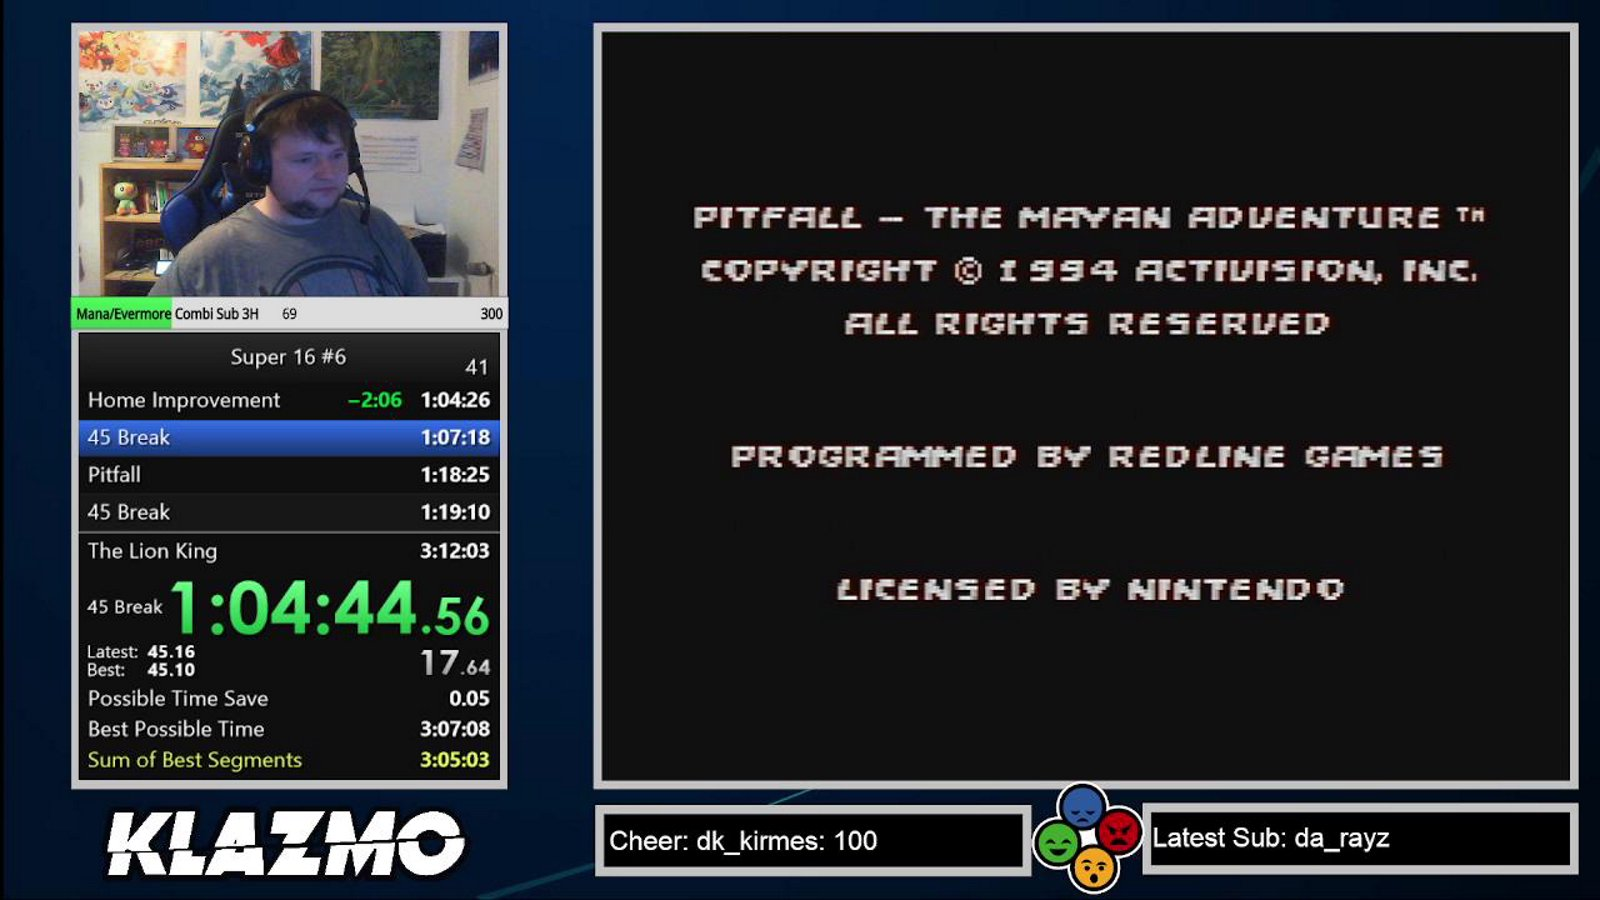 Mana/Evermore Combi Sub 3H 69 300
Super 16 #6 41
Home Improvement −2:06 1:04:26
45 Break 1:07:18
Pitfall 1:18:25
45 Break 1:19:10
The Lion King 3:12:03
45 Break 1:04:44.56
Latest: 45.16
Best: 45.10
17.64
Possible Time Save 0.05
Best Possible Time 3:07:08
Sum of Best Segments 3:05:03
KLAZMO
PITFALL - THE MAYAN ADVENTURE ™
COPYRIGHT © 1994 ACTIVISION, INC.
ALL RIGHTS RESERVED
PROGRAMMED BY REDLINE GAMES
LICENSED BY NINTENDO
Cheer: dk_kirmes: 100
Latest Sub: da_rayz